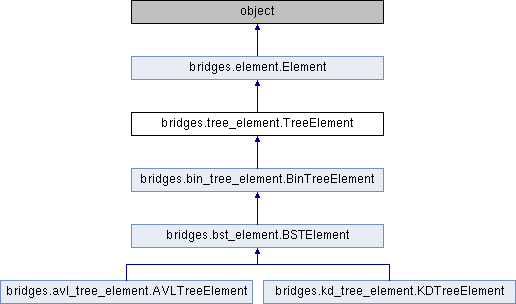 object
bridges.element.Element
bridges.tree_element.TreeElement
bridges.bin_tree_element.BinTreeElement
bridges.bst_element.BSTElement
bridges.avl_tree_element.AVLTreeElement
bridges.kd_tree_element.KDTreeElement